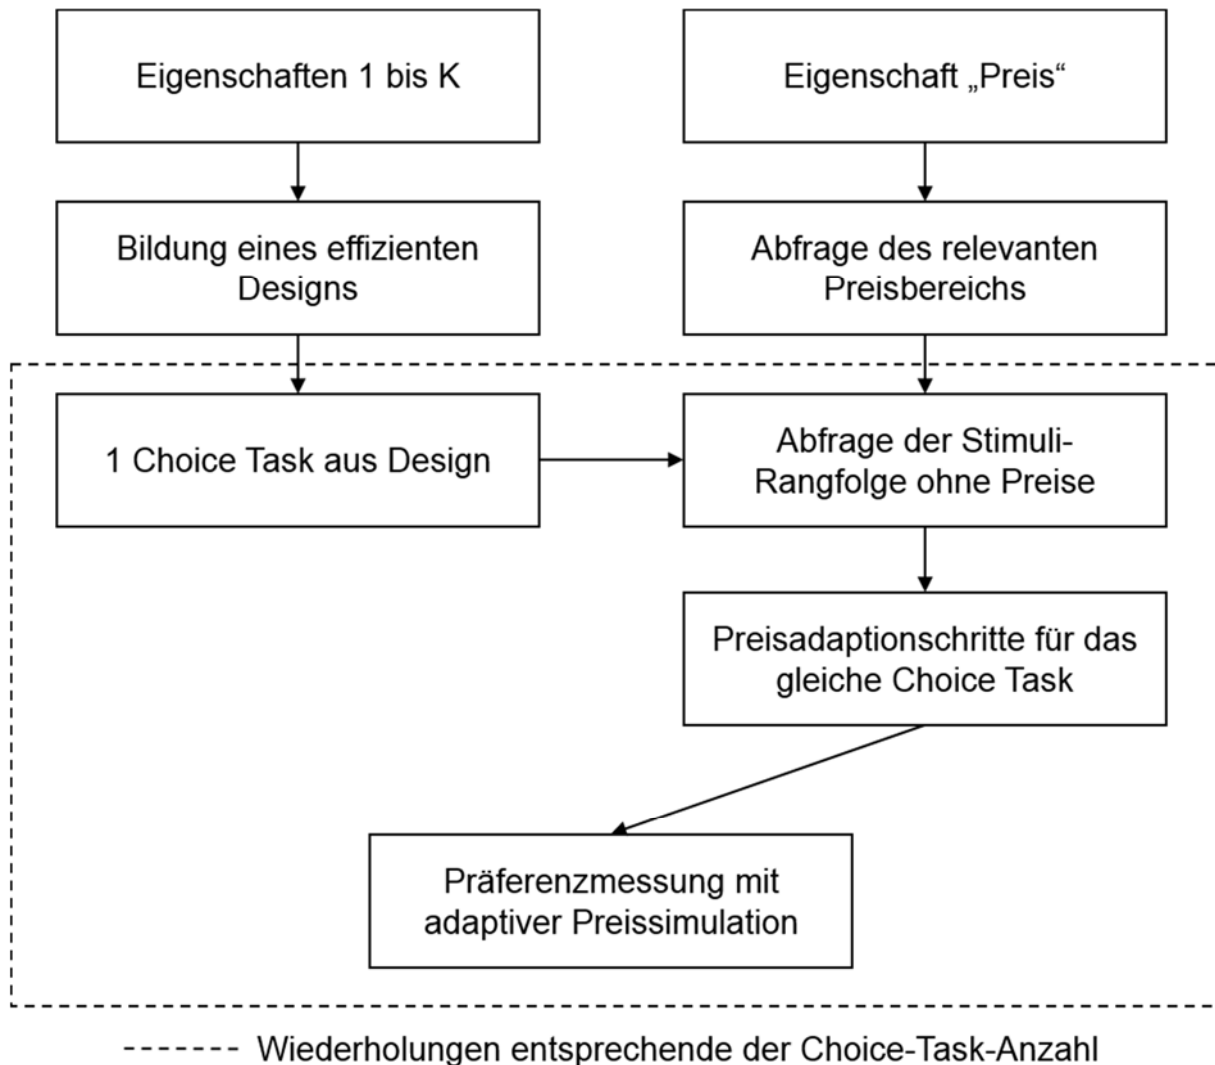 Eigenschaften 1 bis K
Eigenschaft „Preis“
Bildung eines effizienten
Designs
Abfrage des relevanten
Preisbereichs
1 Choice Task aus Design
Abfrage der Stimuli-
Rangfolge ohne Preise
Preisadaptionschritte für das
gleiche Choice Task
Präferenzmessung mit
adaptiver Preissimulation
Wiederholungen entsprechende der Choice-Task-Anzahl